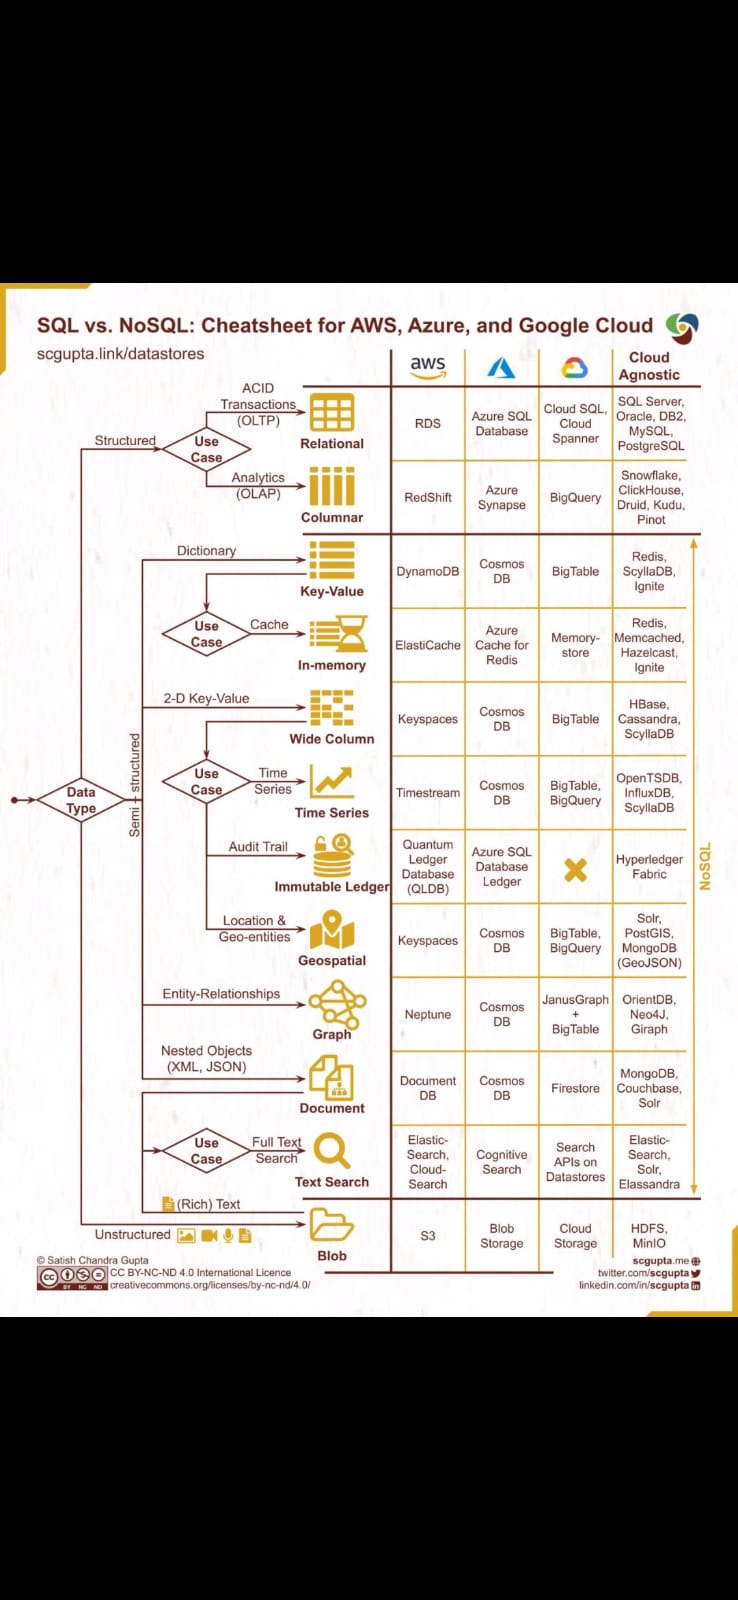 SQL vs. NoSQL: Cheatsheet for AWS, Azure, and Google Cloud
scgupta.link/datastores
aws
Cloud
Agnostic
Data
Type
Structured
Use
Case
ACID
Transactions
(OLTP)
Relational
RDS
Azure SQL
Database
Cloud SQL,
Cloud
Spanner
SQL Server,
Oracle, DB2,
MySQL,
PostgreSQL
Analytics
(OLAP)
Columnar
RedShift
Azure
Synapse
BigQuery
Snowflake,
ClickHouse,
Druid, Kudu,
Pinot
Semi - structured
NoSQL
Dictionary
Key-Value
DynamoDB
Cosmos
DB
BigTable
Redis,
ScyllaDB,
Ignite
Use
Case
Cache
In-memory
ElastiCache
Azure
Cache for
Redis
Memory-
store
Redis,
Memcached,
Hazelcast,
Ignite
2-D Key-Value
Wide Column
Keyspaces
Cosmos
DB
BigTable
HBase,
Cassandra,
ScyllaDB
Use
Case
Time
Series
Time Series
Timestream
Cosmos
DB
BigTable,
BigQuery
OpenTSDB,
InfluxDB,
ScyllaDB
Audit Trail
Immutable Ledger
Quantum
Ledger
Database
(QLDB)
Azure SQL
Database
Ledger
Hyperledger
Fabric
Location &
Geo-entities
Geospatial
Keyspaces
Cosmos
DB
BigTable,
BigQuery
Solr,
PostGIS,
MongoDB
(GeoJSON)
Entity-Relationships
Graph
Neptune
Cosmos
DB
JanusGraph
+
BigTable
OrientDB,
Neo4J,
Giraph
Nested Objects
(XML, JSON)
Document
Document
DB
Cosmos
DB
Firestore
MongoDB,
Couchbase,
Solr
Use
Case
Full Text
Search
Text Search
Elastic-
Search,
Cloud-
Search
Cognitive
Search
Search
APIs on
Datastores
Elastic-
Search,
Solr,
Elassandra
(Rich) Text
Unstructured
Blob
S3
Blob
Storage
Cloud
Storage
HDFS,
MinIO
© Satish Chandra Gupta
CC BY-NC-ND 4.0 International Licence
creativecommons.org/licenses/by-nc-nd/4.0/
cc
BY NC ND
scgupta.me
twitter.com/scgupta
linkedin.com/in/scgupta